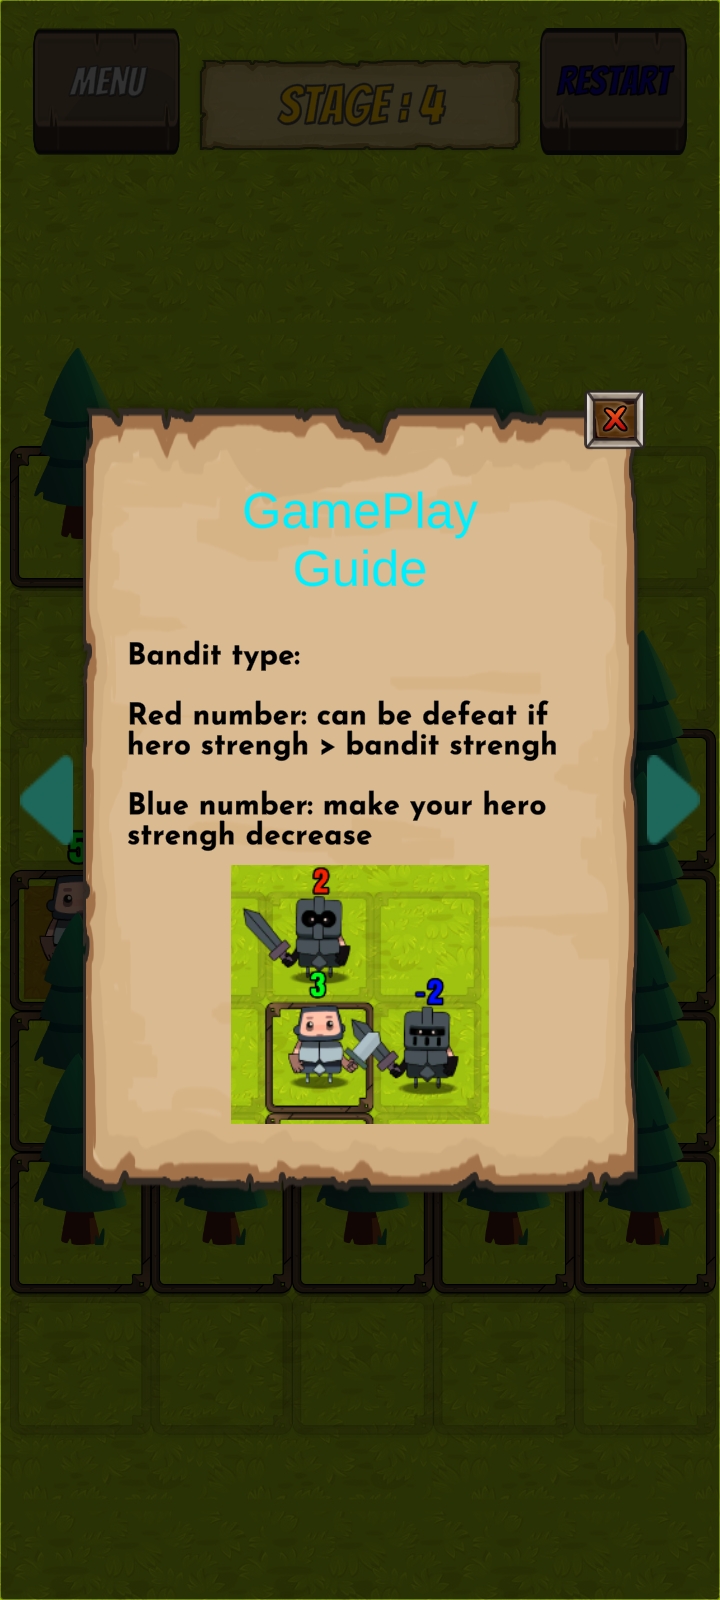 MENU
STAGE : 4
RESTART
X
GamePlay
Guide
Bandit type:
Red number: can be defeat if
hero strengh > bandit strengh
Blue number: make your hero
strengh decrease
5
2
3
-2